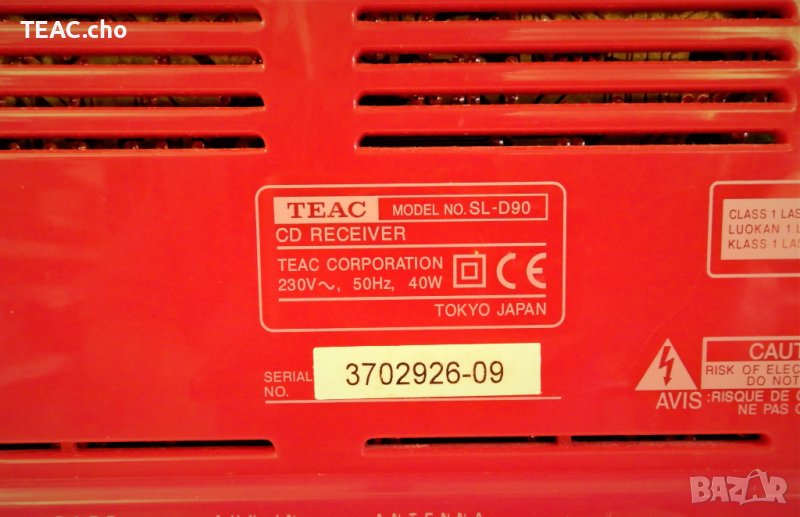 TEAC.cho
TEAC MODEL NO. SL-D90
CD RECEIVER
TEAC CORPORATION
230V～, 50Hz, 40W
CE
TOKYO JAPAN
SERIAL
NO.
3702926-09
CLASS 1 LAS
LUOKAN 1 L
KLASS 1 LAS
CAUT
RISK OF ELEC
DO NOT
AVIS :RISQUE DE C
NE PAS
ANTENNA
BAZAR